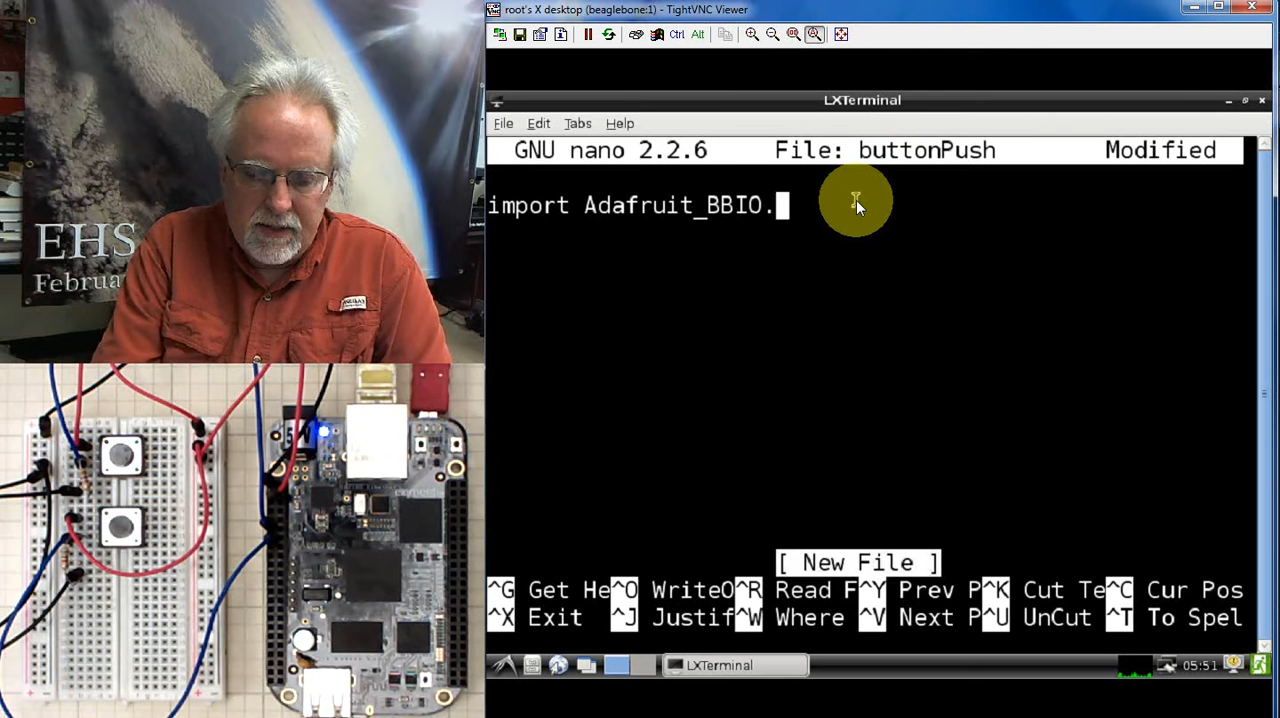 root's X desktop (beaglebone:1) - TightVNC Viewer
Ctrl Alt
LXTerminal
File Edit Tabs Help
GNU nano 2.2.6 File: buttonPush Modified
import Adafruit_BBIO.
[ New File ]
^G Get He^O WriteO^R Read F^Y Prev P^K Cut Te^C Cur Pos
^X Exit ^J Justif^W Where ^V Next P^U UnCut ^T To Spel
LXTerminal
05:51
EHS
Februa